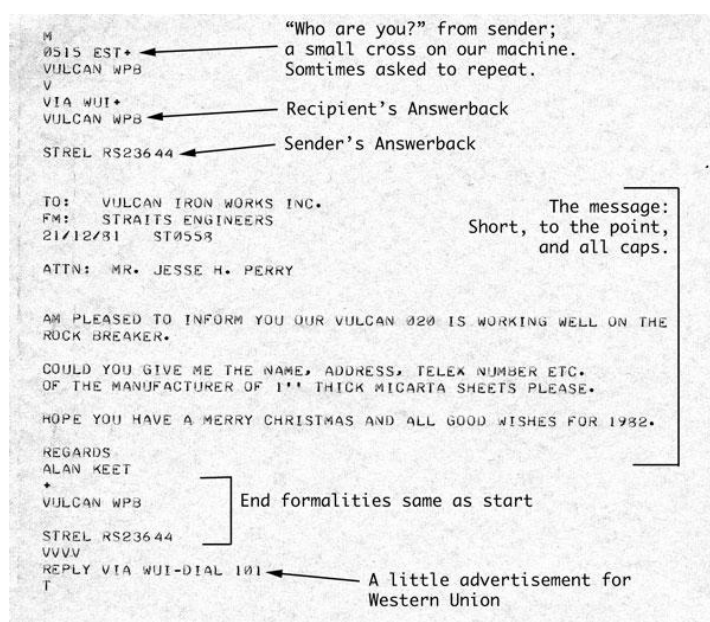 M
0515 EST+
VULCAN WPB
V
VIA WUI+
VULCAN WPB
STREL RS23644
"Who are you?" from sender;
a small cross on our machine.
Somtimes asked to repeat.
Recipient's Answerback
Sender's Answerback
TO: VULCAN IRON WORKS INC.
FM: STRAITS ENGINEERS
21/12/81 ST0558
The message:
Short, to the point,
and all caps.
ATTN: MR. JESSE H. PERRY
AM PLEASED TO INFORM YOU OUR VULCAN 020 IS WORKING WELL ON THE
ROCK BREAKER.
COULD YOU GIVE ME THE NAME, ADDRESS, TELEX NUMBER ETC.
OF THE MANUFACTURER OF 1'' THICK MICARTA SHEETS PLEASE.
HOPE YOU HAVE A MERRY CHRISTMAS AND ALL GOOD WISHES FOR 1982.
REGARDS
ALAN KEET
+
VULCAN WPB
STREL RS23644
VVVV
REPLY VIA WUI-DIAL 101
T
End formalities same as start
A little advertisement for
Western Union